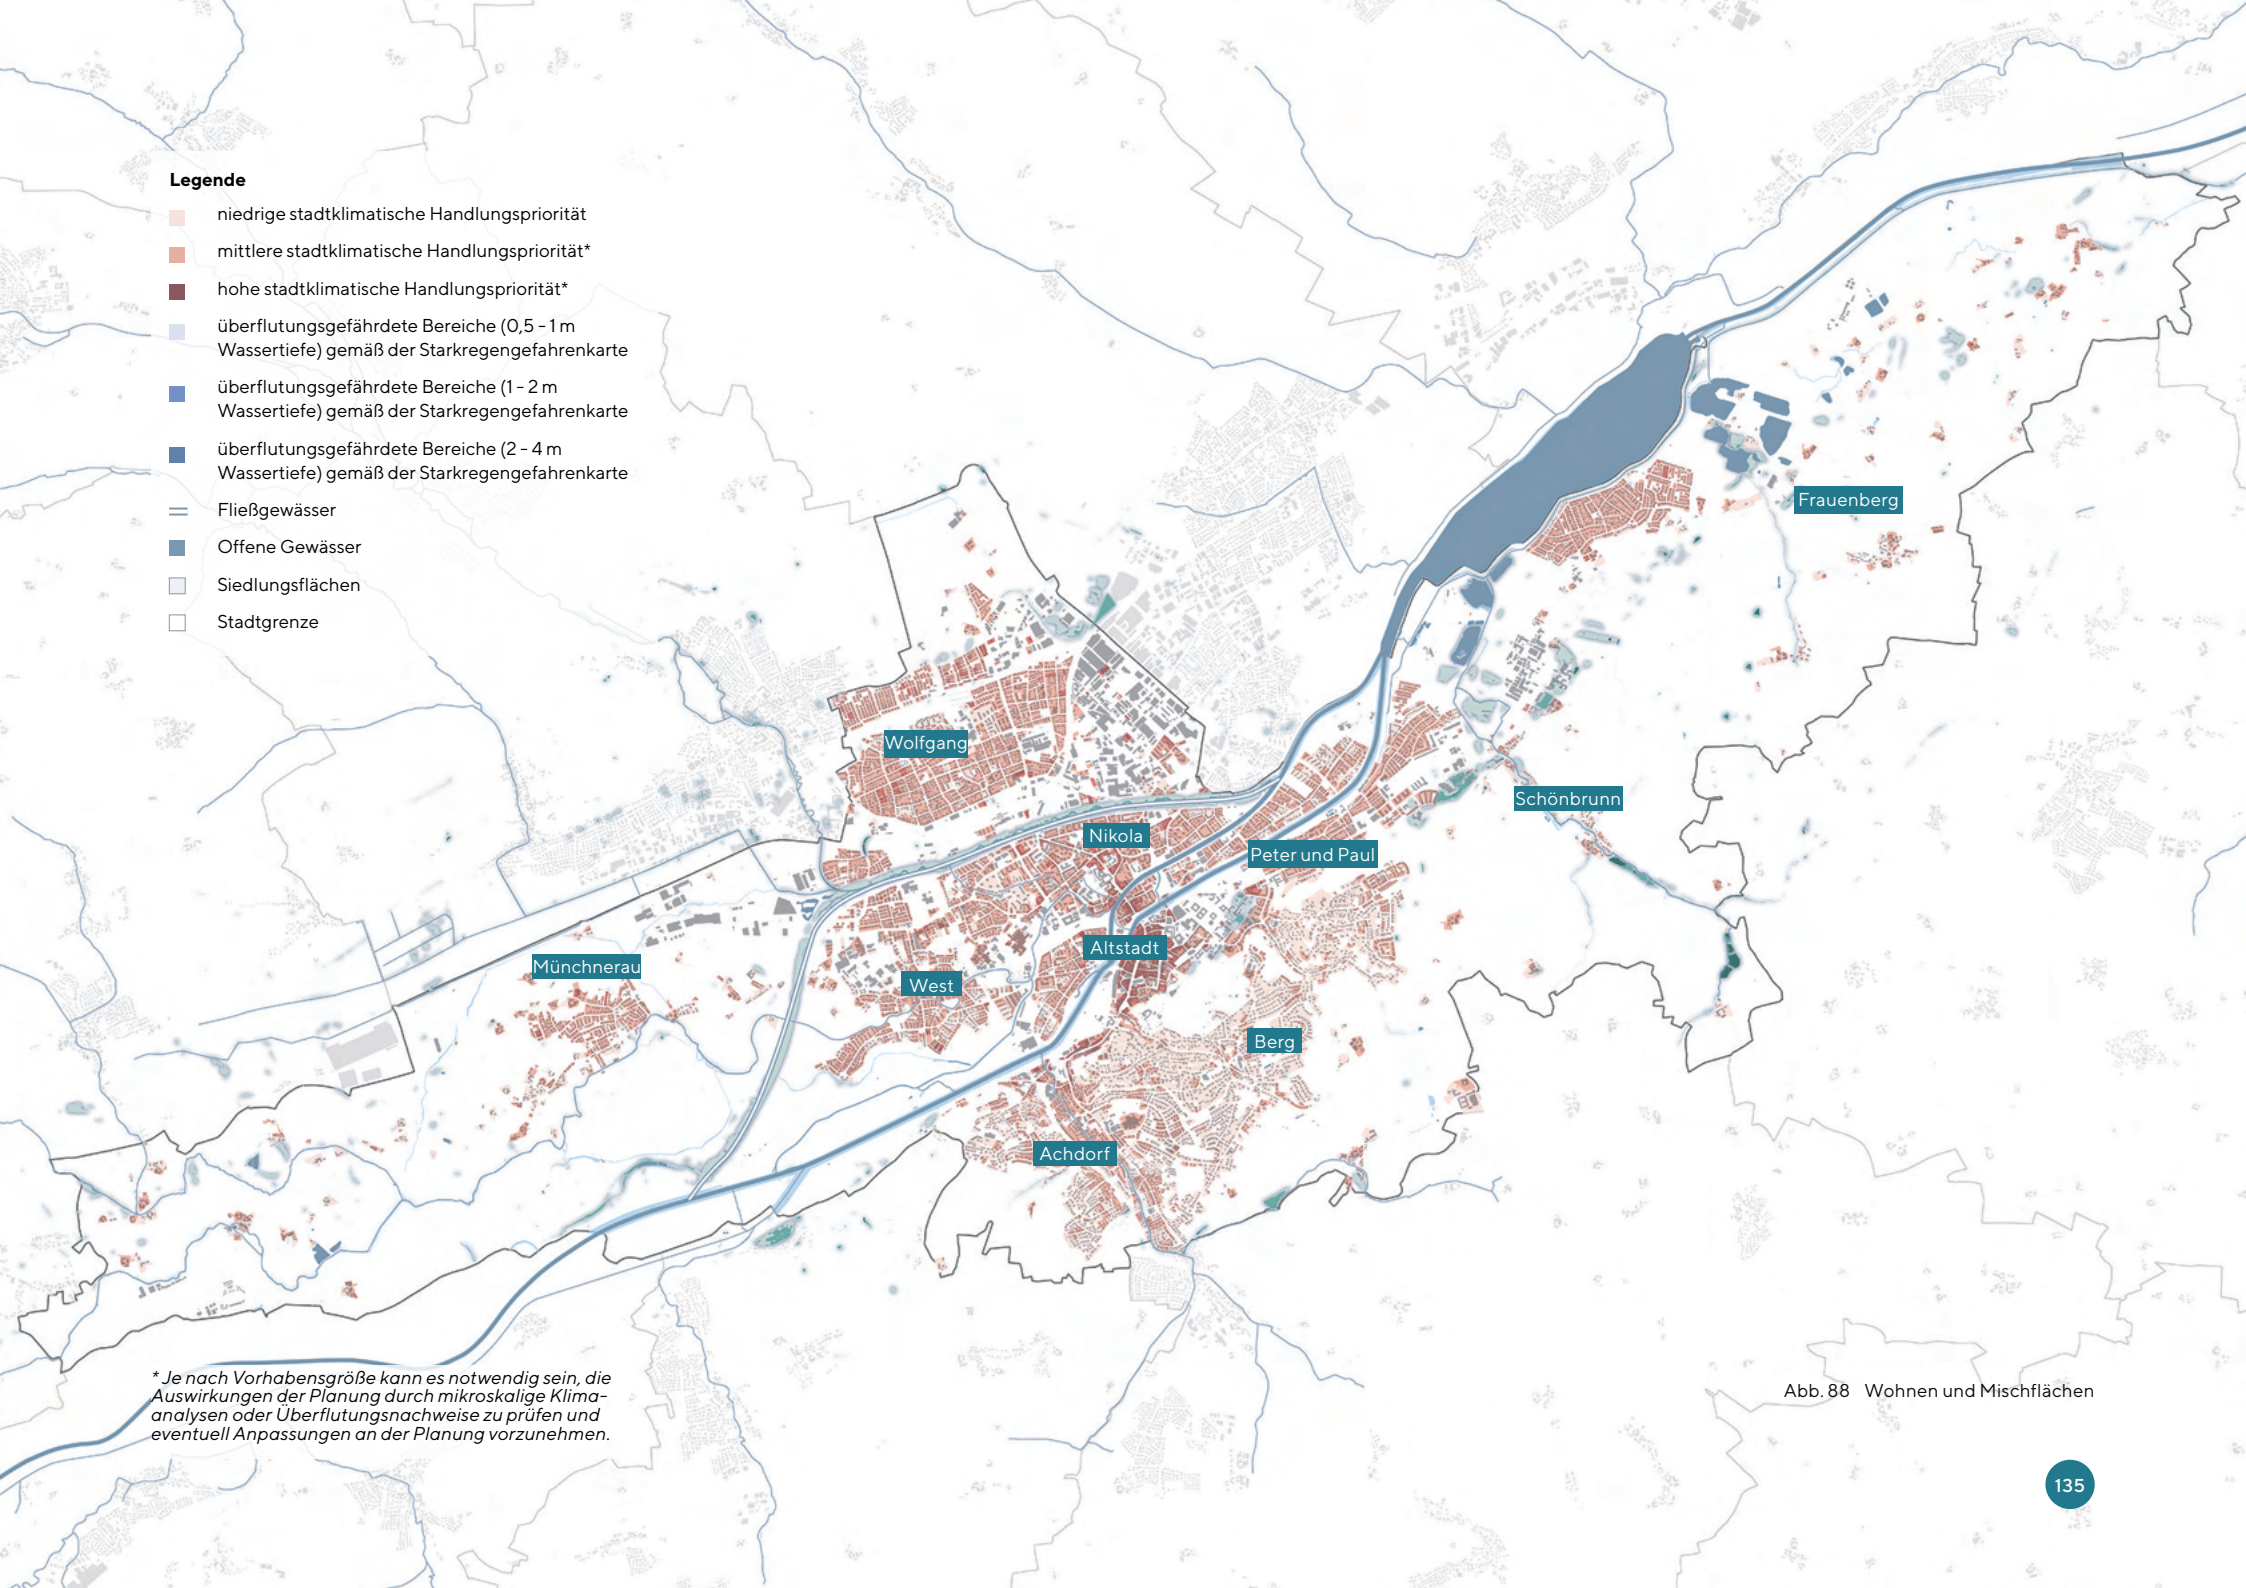 Legende
niedrige stadtklimatische Handlungspriorität
mittlere stadtklimatische Handlungspriorität*
hohe stadtklimatische Handlungspriorität*
überflutungsgefährdete Bereiche (0,5 - 1 m
Wassertiefe) gemäß der Starkregengefahrenkarte
überflutungsgefährdete Bereiche (1 - 2 m
Wassertiefe) gemäß der Starkregengefahrenkarte
überflutungsgefährdete Bereiche (2 - 4 m
Wassertiefe) gemäß der Starkregengefahrenkarte
Fließgewässer
Offene Gewässer
Siedlungsflächen
Stadtgrenze
Frauenberg
Wolfgang
Schönbrunn
Nikola
Peter und Paul
Altstadt
Münchnerau
West
Berg
Achdorf
* Je nach Vorhabensgröße kann es notwendig sein, die
Auswirkungen der Planung durch mikroskalige Klima-
analysen oder Überflutungsnachweise zu prüfen und
eventuell Anpassungen an der Planung vorzunehmen.
Abb. 88 Wohnen und Mischflächen
135